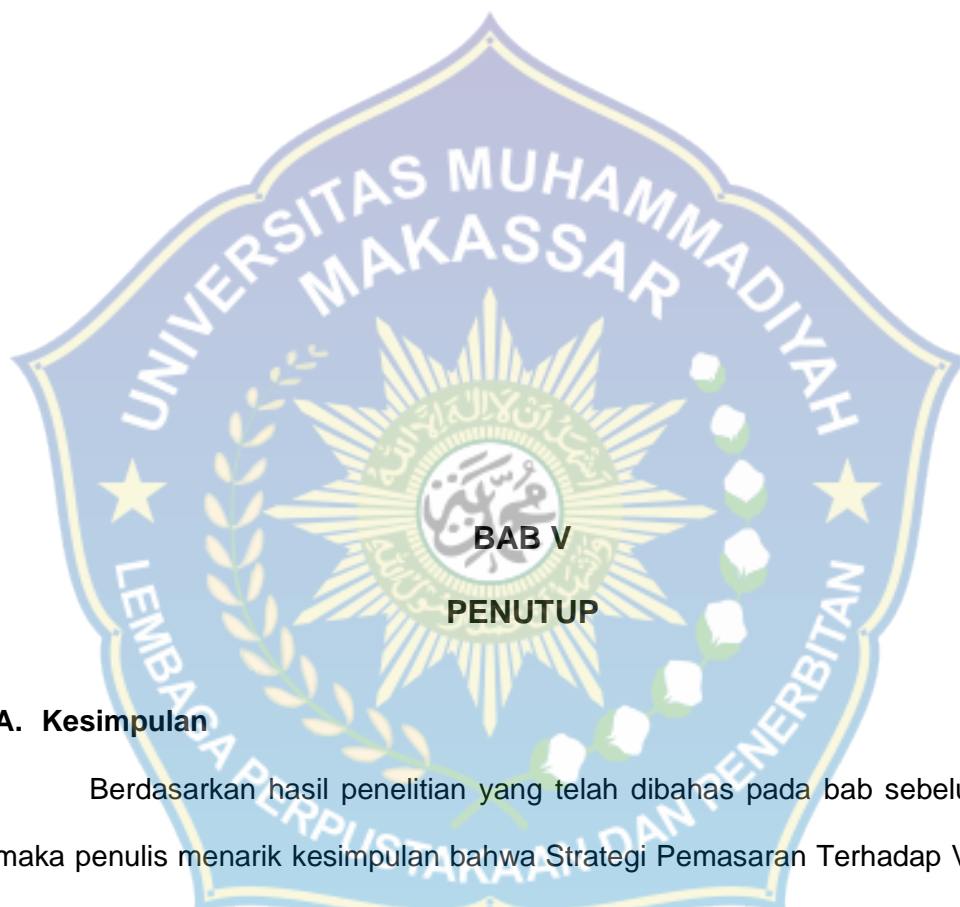 UNIVERSITAS MUHAMMADIYAH
MAKASSAR
BAB V
PENUTUP
A. Kesimpulan
Berdasarkan hasil penelitian yang telah dibahas pada bab sebelu
maka penulis menarik kesimpulan bahwa Strategi Pemasaran Terhadap V
LEMBAGA PERPUSTAKAAN DAN PENERBITAN